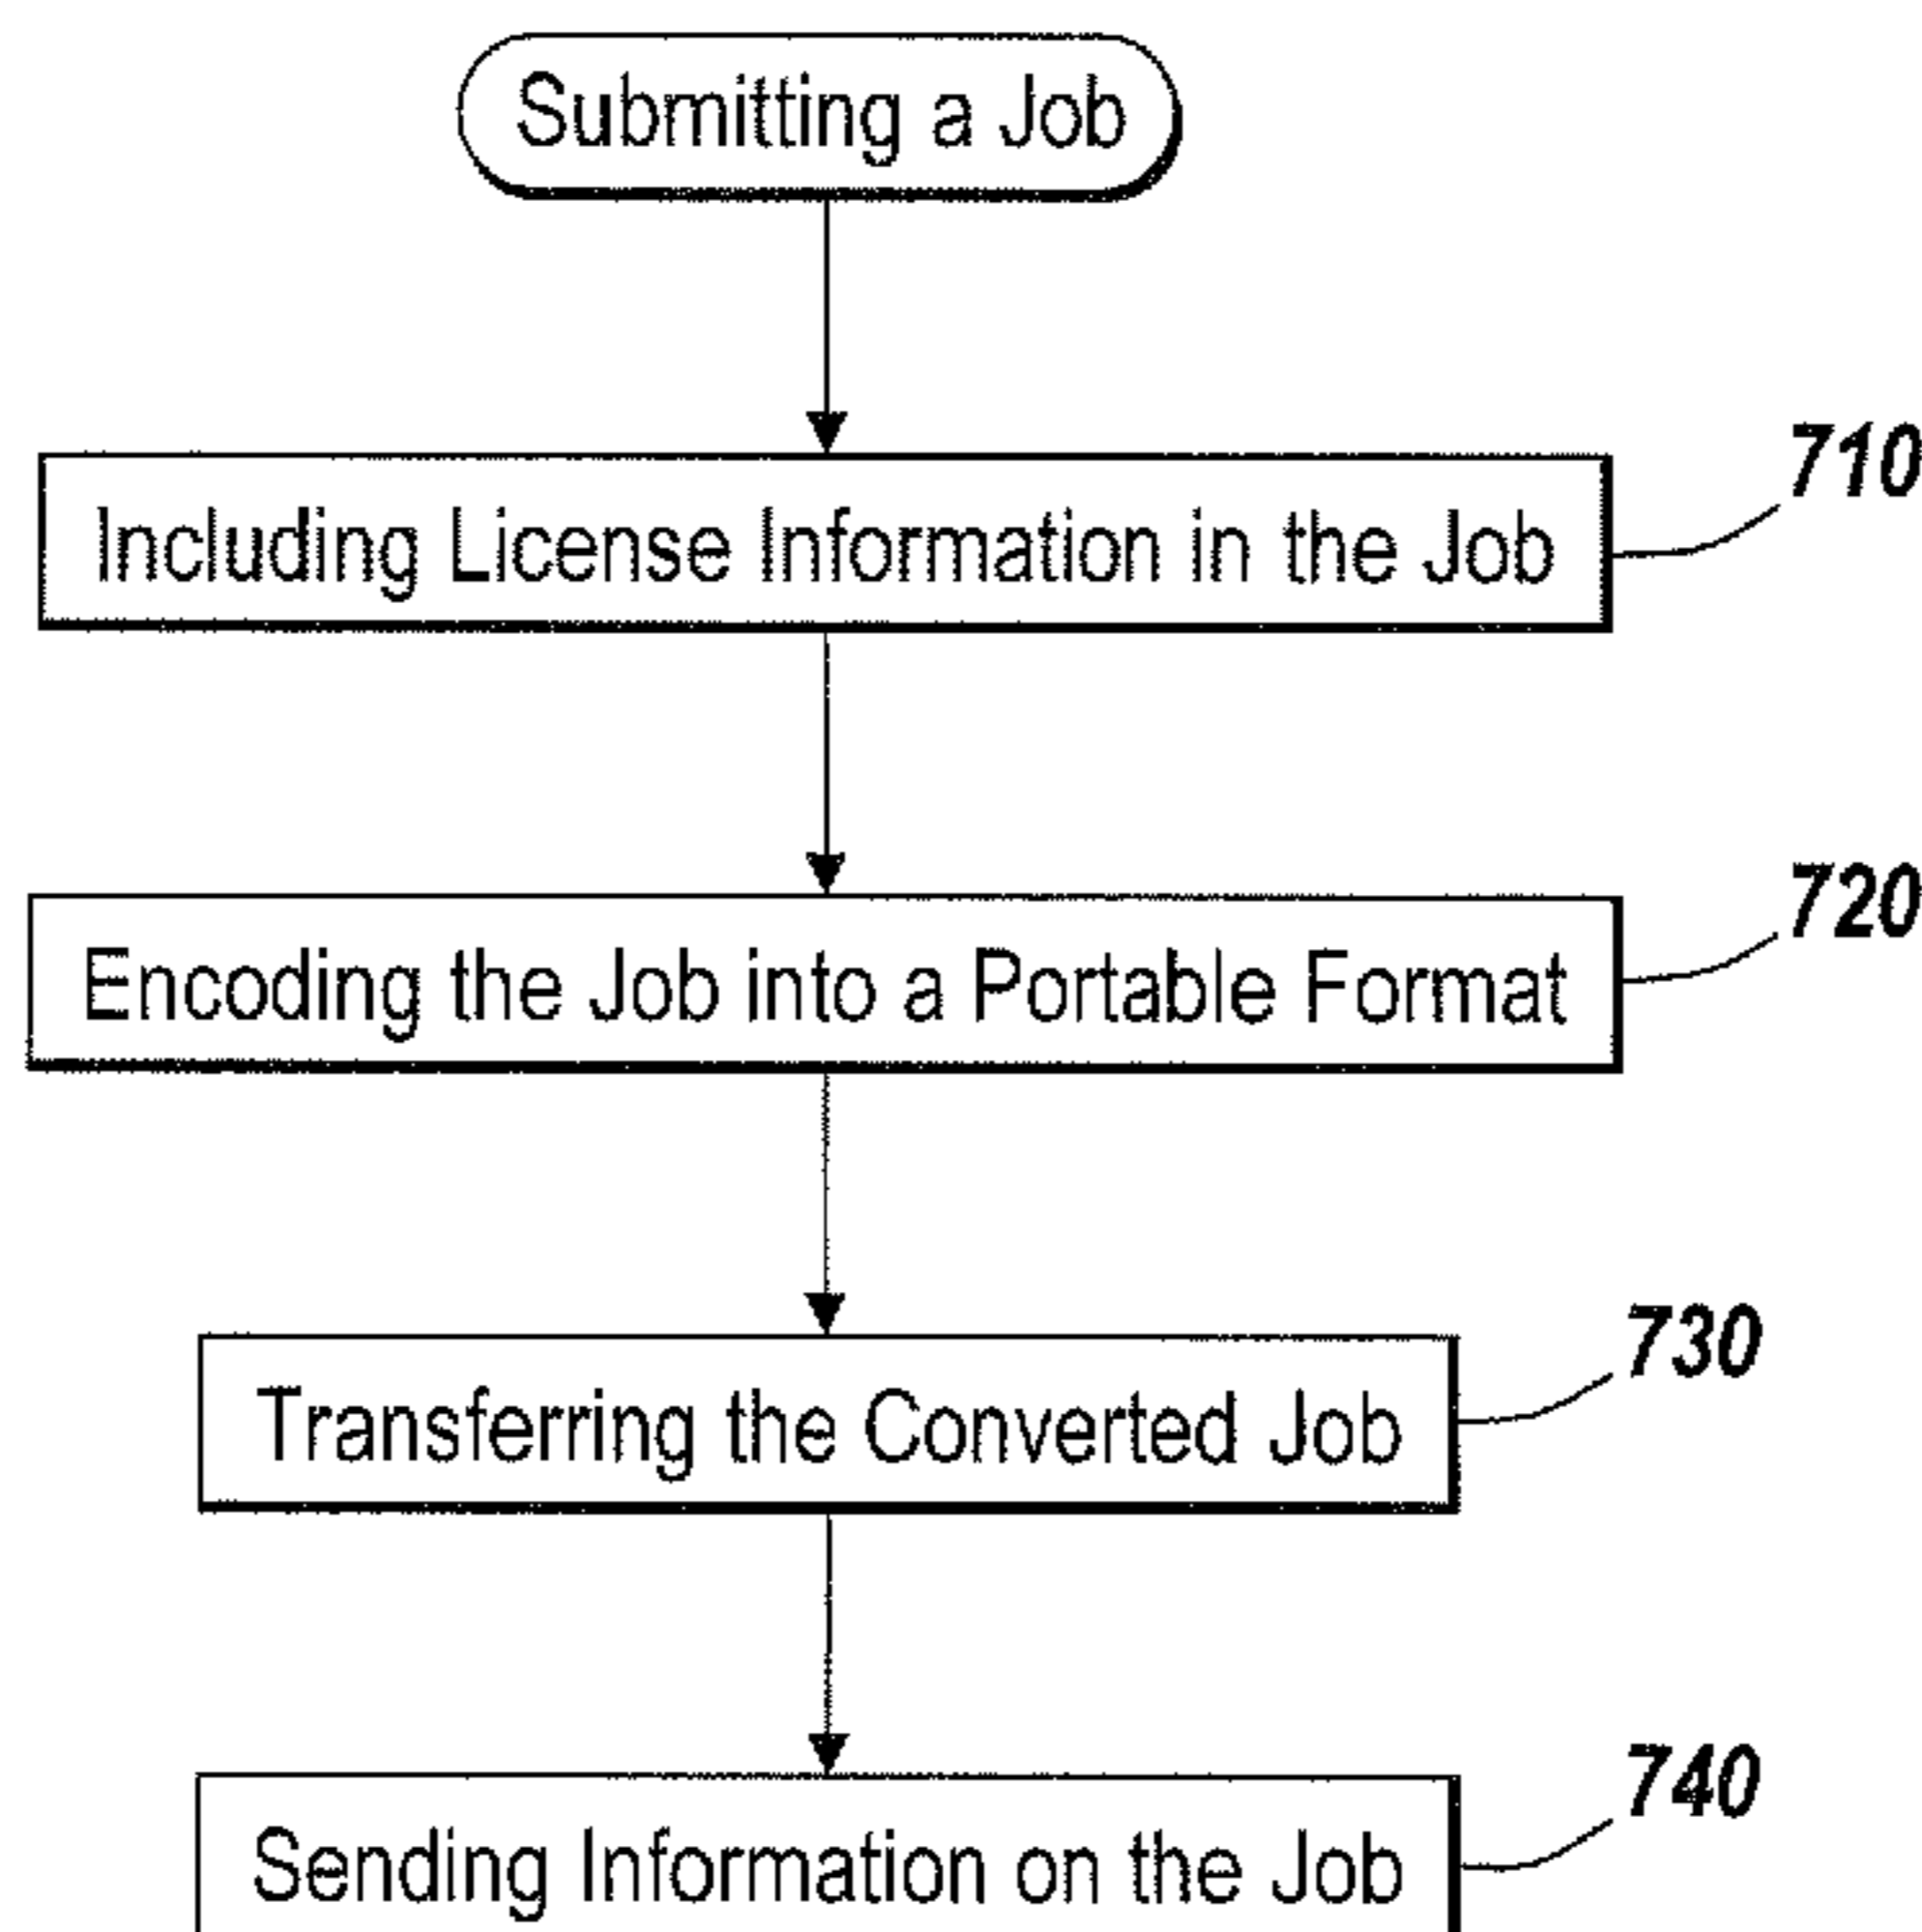 Submitting a Job
710
Including License Information in the Job
720
Encoding the Job into a Portable Format
730
Transferring the Converted Job
740
Sending Information on the Job